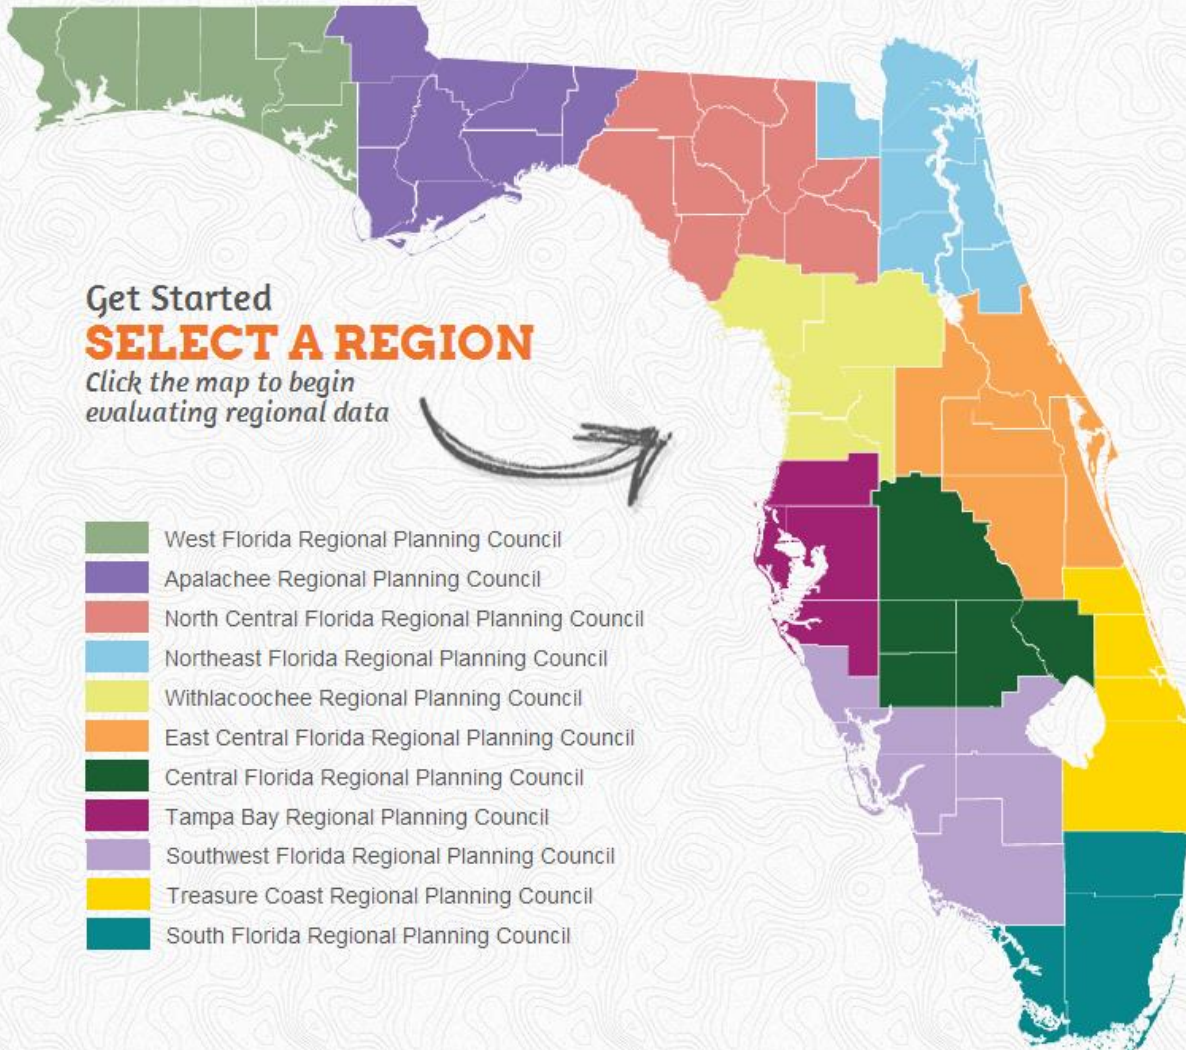 Get Started
SELECT A REGION
Click the map to begin
evaluating regional data
West Florida Regional Planning Council
Apalachee Regional Planning Council
North Central Florida Regional Planning Council
Northeast Florida Regional Planning Council
Withlacoochee Regional Planning Council
East Central Florida Regional Planning Council
Central Florida Regional Planning Council
Tampa Bay Regional Planning Council
Southwest Florida Regional Planning Council
Treasure Coast Regional Planning Council
South Florida Regional Planning Council